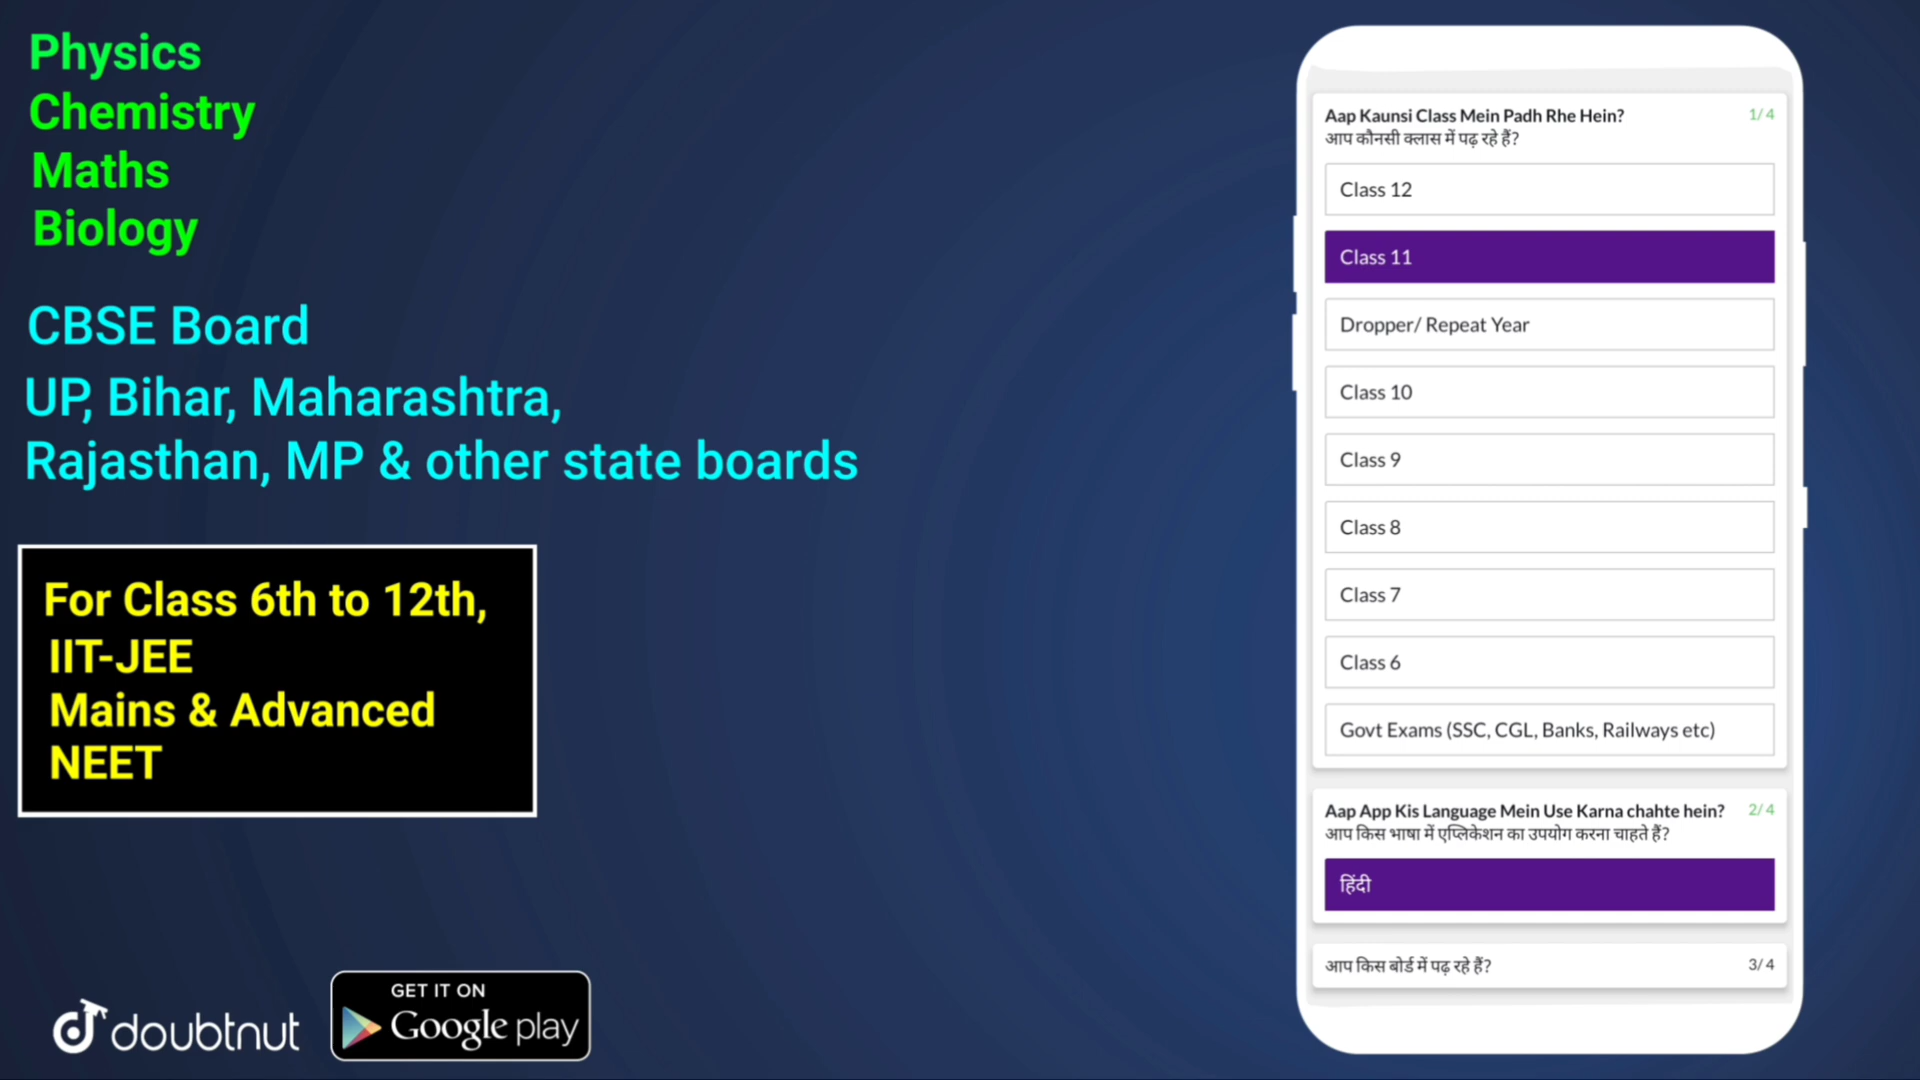 Physics
Chemistry
Maths
Biology
CBSE Board
UP, Bihar, Maharashtra,
Rajasthan, MP & other state boards
For Class 6th to 12th,
IIT-JEE
Mains & Advanced
NEET
doubtnut
GET IT ON
Google play
Aap Kaunsi Class Mein Padh Rhe Hein? 1/4
आप कौनसी क्लास में पढ़ रहे हैं?
Class 12
Class 11
Dropper/ Repeat Year
Class 10
Class 9
Class 8
Class 7
Class 6
Govt Exams (SSC, CGL, Banks, Railways etc)
Aap App Kis Language Mein Use Karna chahte hein? 2/4
आप किस भाषा में एप्लिकेशन का उपयोग करना चाहते हैं?
हिंदी
आप किस बोर्ड में पढ़ रहे हैं? 3/4